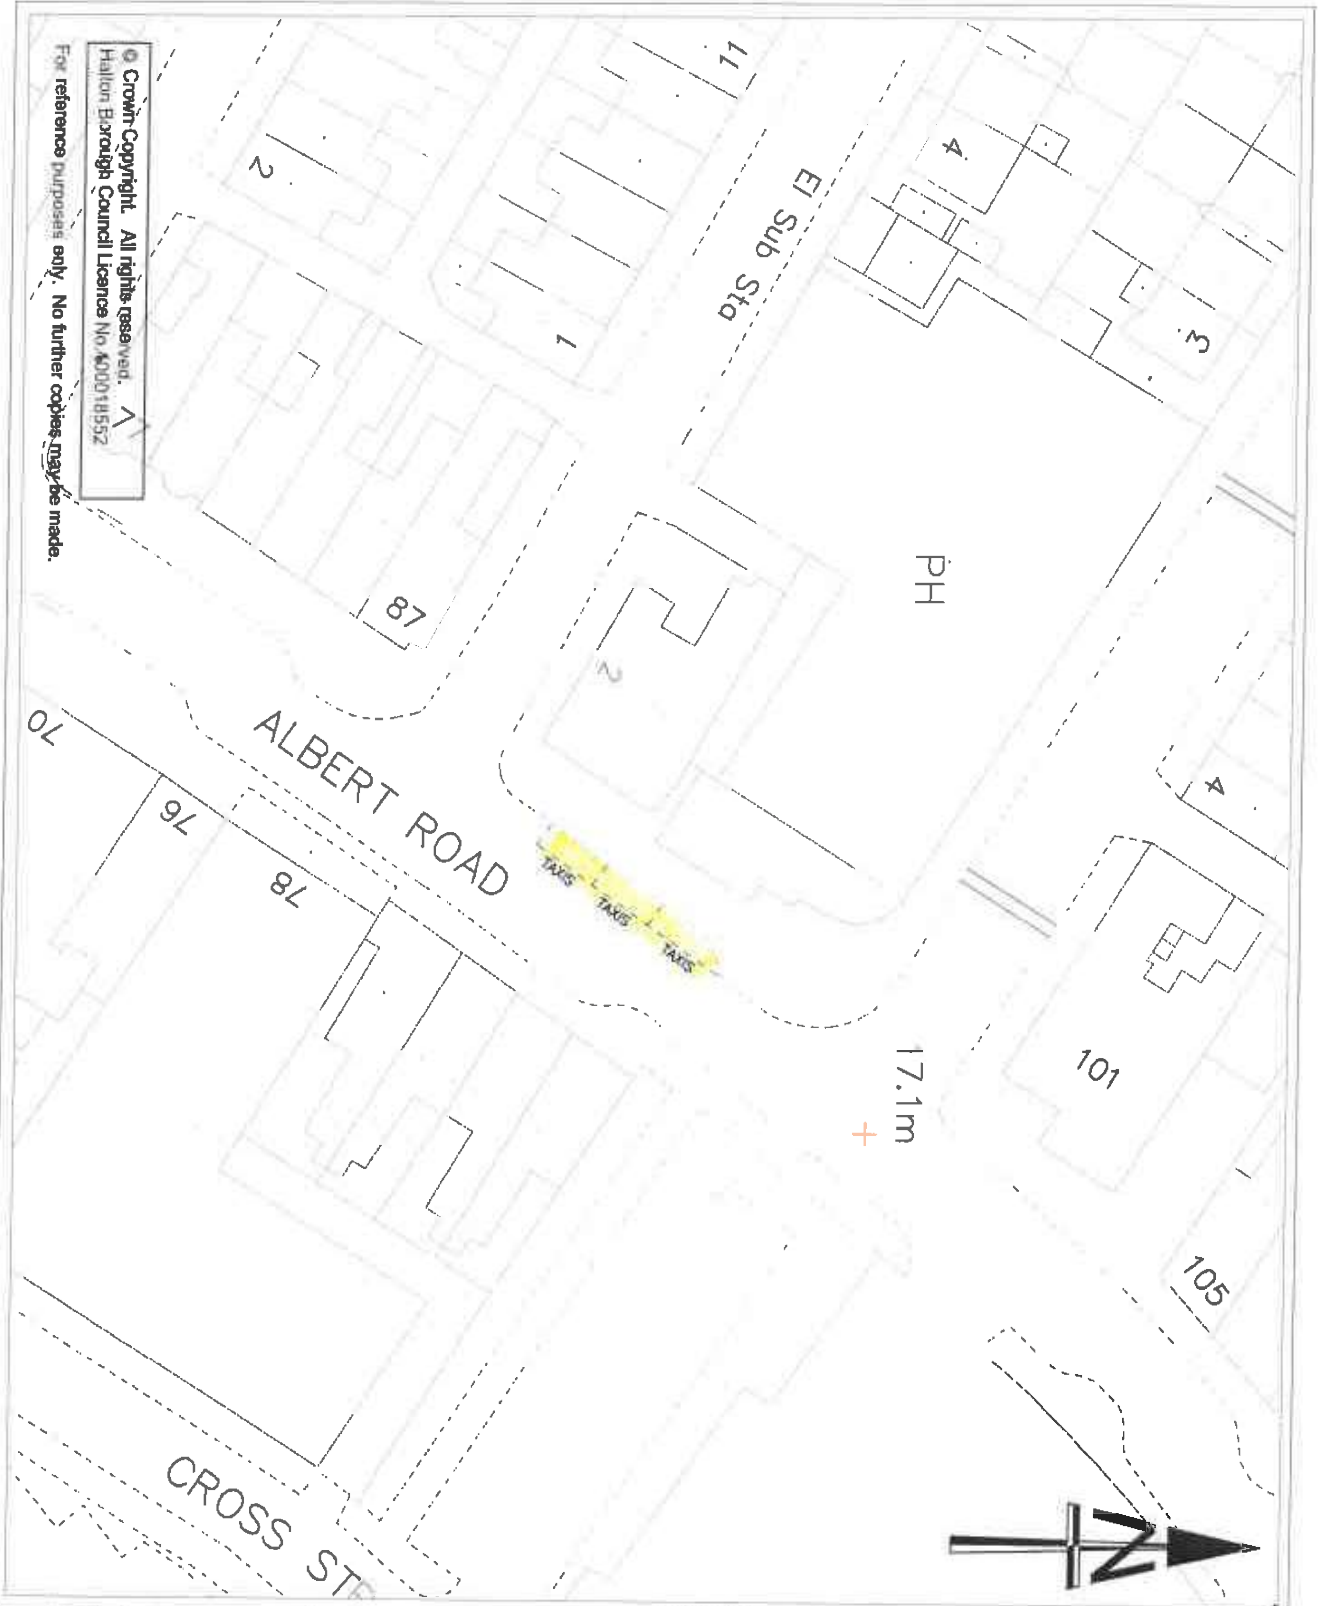 © Crown Copyright. All rights reserved.
Halton Borough Council Licence No. 100018552
For reference purposes only. No further copies may be made.
11
2
1
4
El Sub Sta
3
PH
87
2
4
ALBERT ROAD
70
76
78
TAXIS
TAXIS
TAXIS
101
17.1m
105
CROSS STR
N